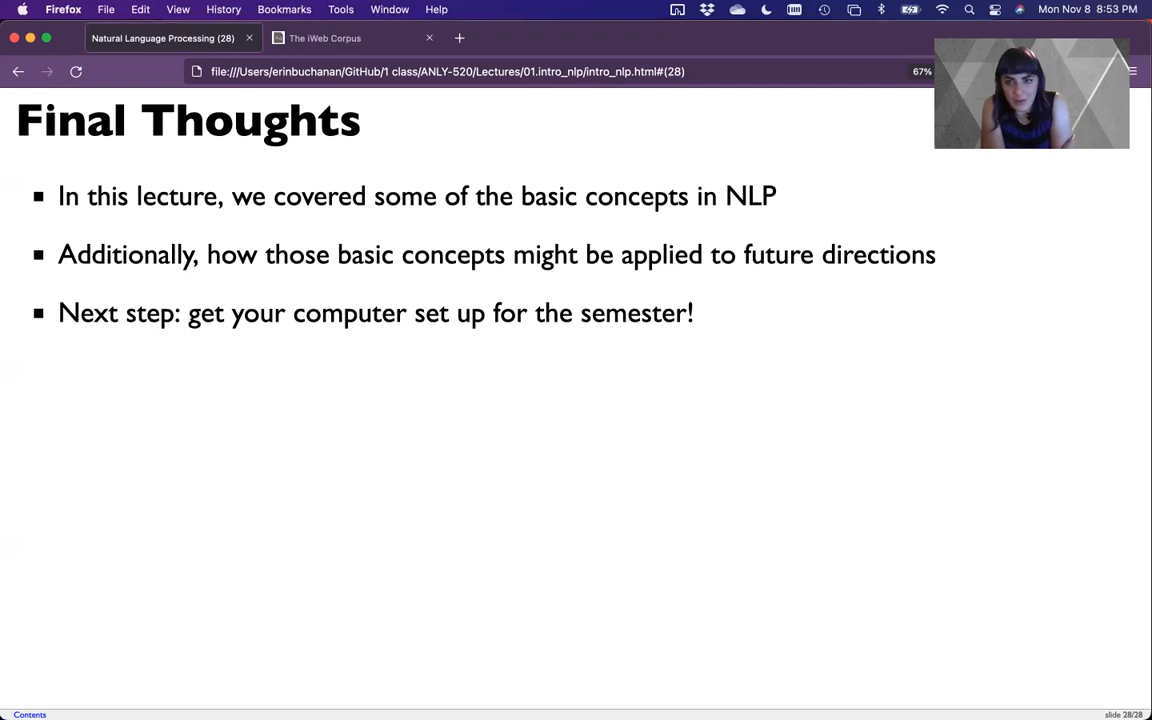 Firefox File Edit View History Bookmarks Tools Window Help Mon Nov 8 8:53 PM
Natural Language Processing (28) The iWeb Corpus
file:///Users/erinbuchanan/GitHub/1 class/ANLY-520/Lectures/01.intro_nlp/intro_nlp.html#(28) 67%
Final Thoughts
In this lecture, we covered some of the basic concepts in NLP
Additionally, how those basic concepts might be applied to future directions
Next step: get your computer set up for the semester!
Contents slide 28/28